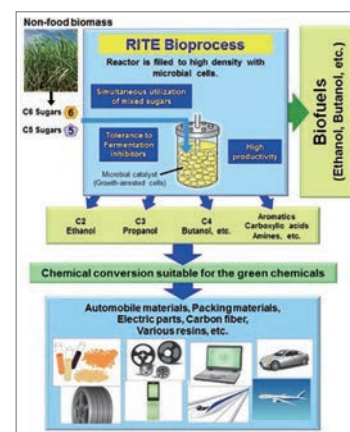 Non-food biomass
RITE Bioprocess
Reactor is filled to high density with
microbial cells.
Simultaneous utilization
of mixed sugars
C6 Sugars 6
C5 Sugars 5
Tolerance to
Fermentation
Inhibitors
High
productivity
Microbial catalyst
(Growth-arrested cells)
Biofuels
(Ethanol, Butanol, etc.)
C2
Ethanol
C3
Propanol
C4
Butanol, etc.
Aromatics
Carboxylic acids
Amines, etc.
Chemical conversion suitable for the green chemicals
Automobile materials, Packing materials,
Electric parts, Carbon fiber,
Various resins, etc.